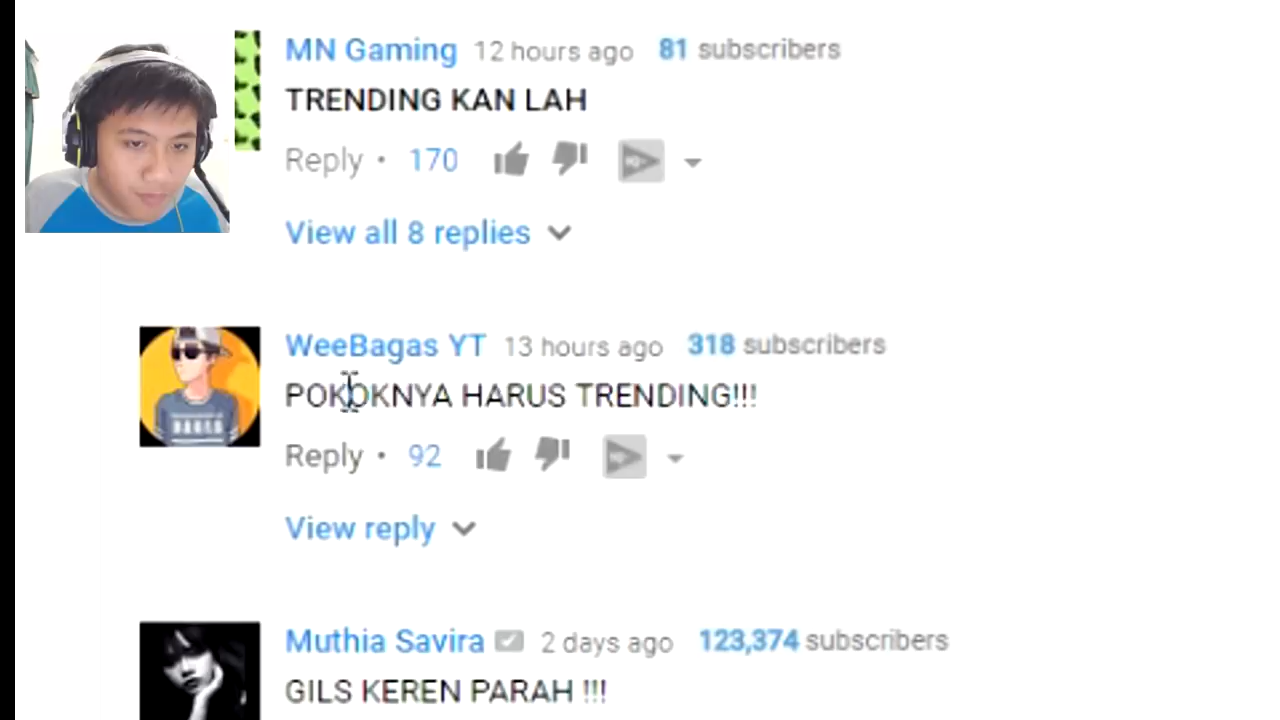 MN Gaming 12 hours ago 81 subscribers
TRENDING KAN LAH
Reply • 170
View all 8 replies
WeeBagas YT 13 hours ago 318 subscribers
POKOKNYA HARUS TRENDING!!!
Reply • 92
View reply
Muthia Savira 2 days ago 123,374 subscribers
GILS KEREN PARAH !!!